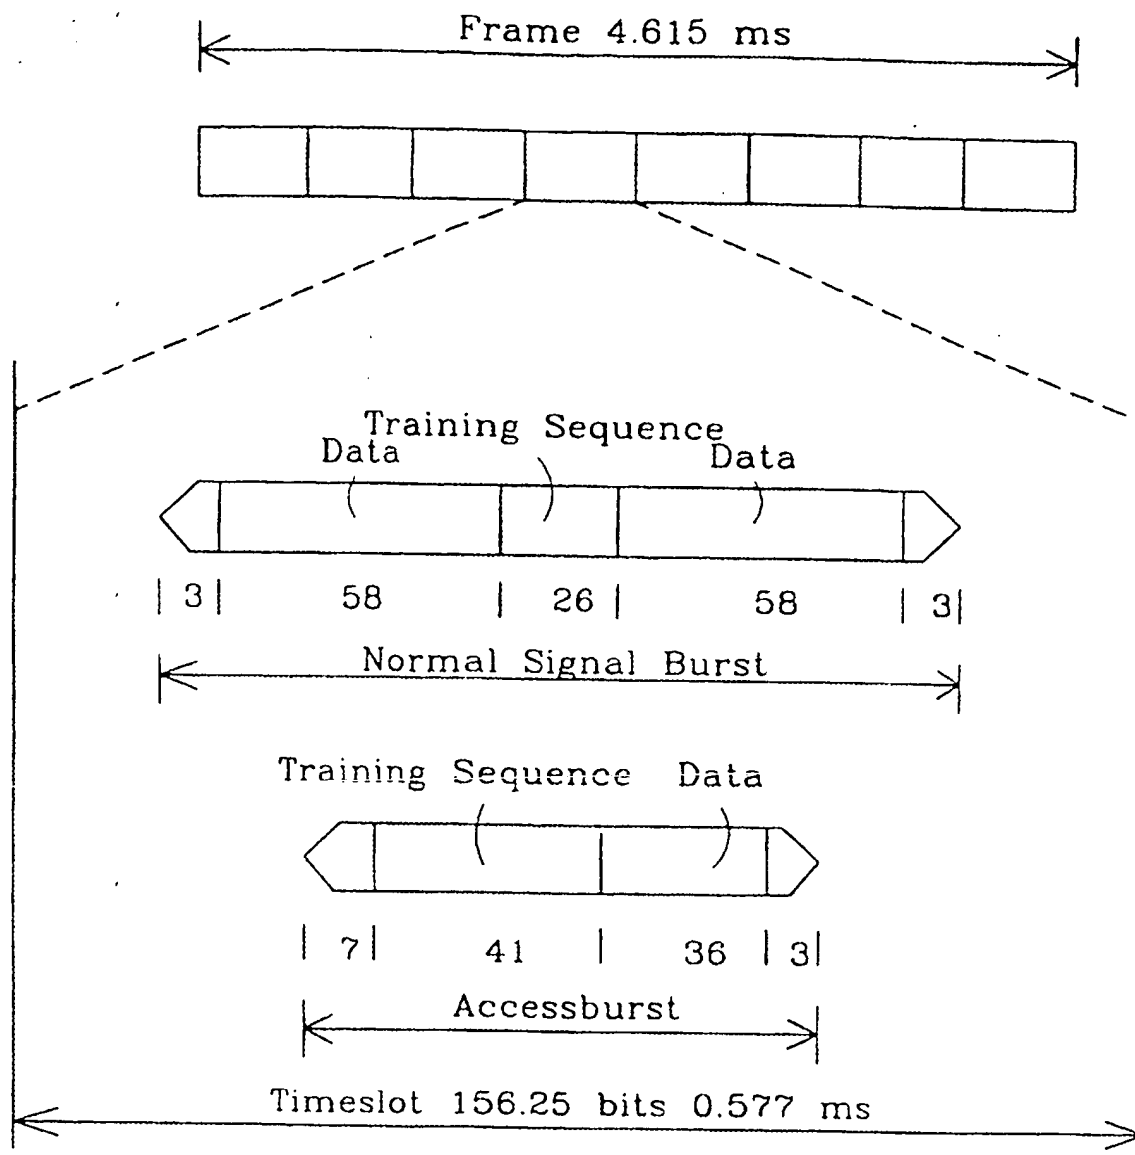 Frame 4.615 ms
Training Sequence
Data Data
3 58 26 58 3
Normal Signal Burst
Training Sequence Data
7 41 36 3
Accessburst
Timeslot 156.25 bits 0.577 ms